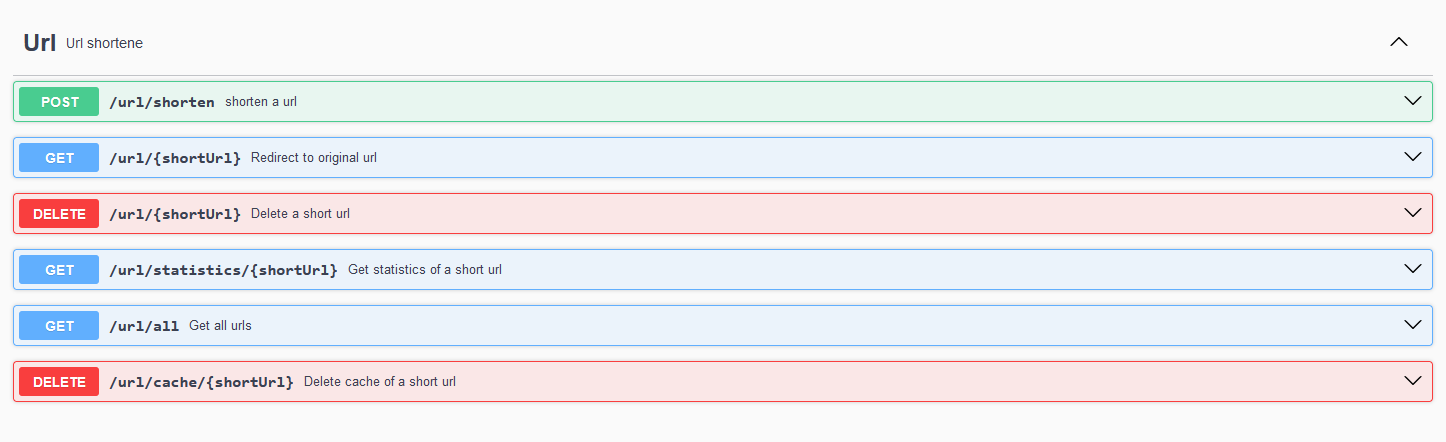 Url Url shortene
POST /url/shorten shorten a url
GET /url/{shortUrl} Redirect to original url
DELETE /url/{shortUrl} Delete a short url
GET /url/statistics/{shortUrl} Get statistics of a short url
GET /url/all Get all urls
DELETE /url/cache/{shortUrl} Delete cache of a short url